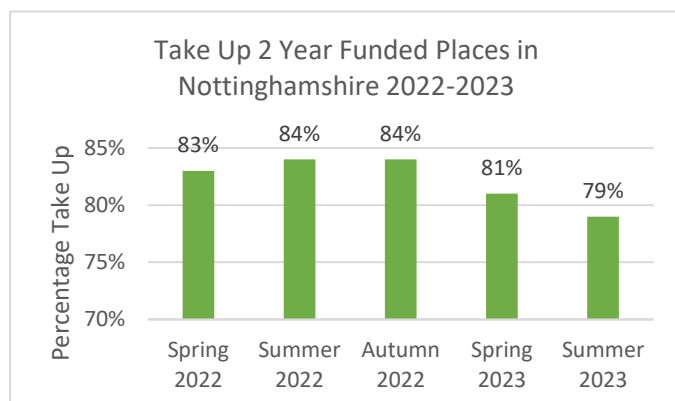 Take Up 2 Year Funded Places in
Nottinghamshire 2022-2023
Percentage Take Up
85%
80%
75%
70%
83%
84%
84%
81%
79%
Spring
2022
Summer
2022
Autumn
2022
Spring
2023
Summer
2023